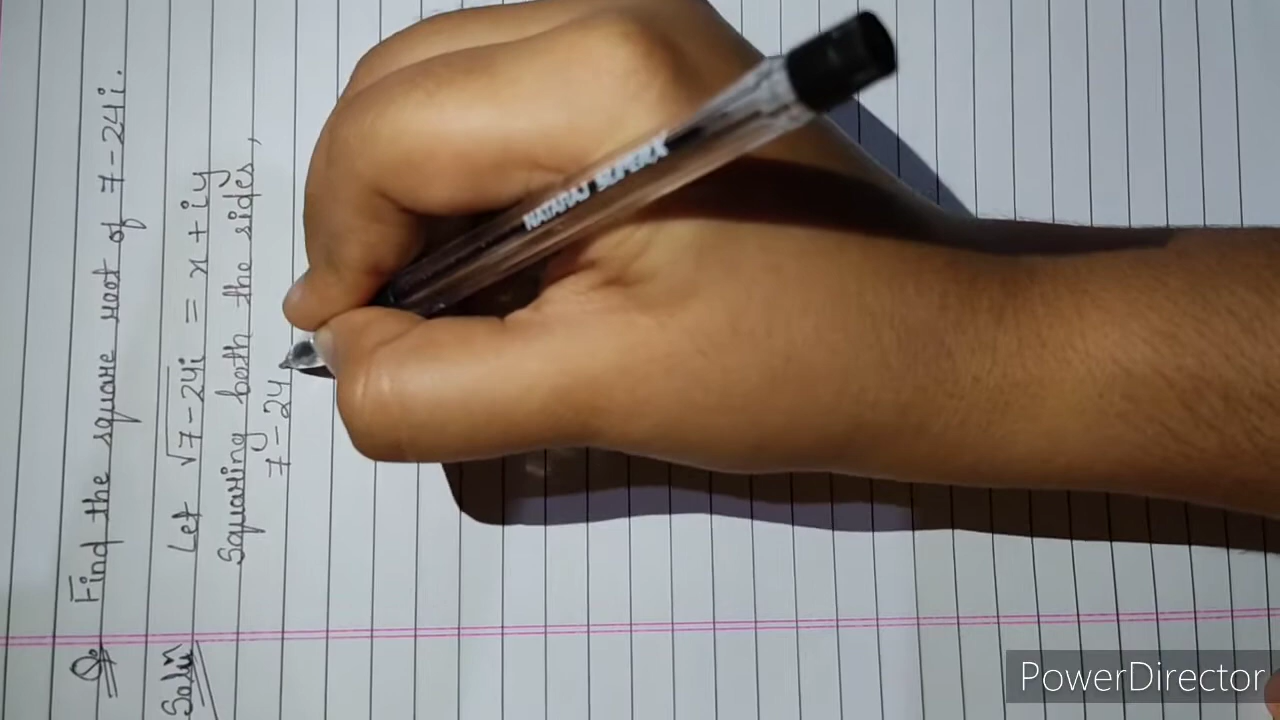 Q Find the square root of 7-24i.
Soln Let √7-24i = x + iy
Squaring both the sides,
7-24
NATARAJ SUPERX
PowerDirector